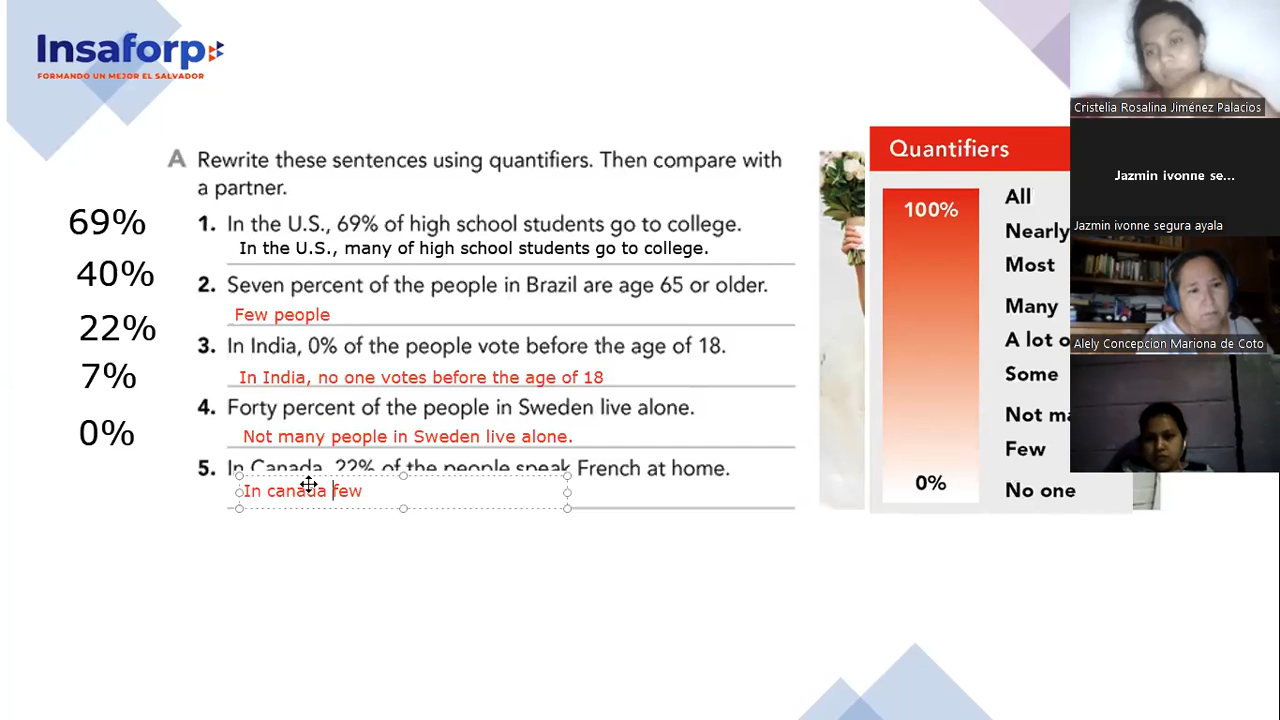 Insaforp
FORMANDO UN MEJOR EL SALVADOR
A Rewrite these sentences using quantifiers. Then compare with
a partner.
69%
40%
22%
7%
0%
1. In the U.S., 69% of high school students go to college.
In the U.S., many of high school students go to college.
2. Seven percent of the people in Brazil are age 65 or older.
Few people
3. In India, 0% of the people vote before the age of 18.
In India, no one votes before the age of 18
4. Forty percent of the people in Sweden live alone.
Not many people in Sweden live alone.
5. In Canada, 22% of the people speak French at home.
In canada few
Quantifiers
100%
0%
All
Nearly
Most
Many
A lot o
Some
Not ma
Few
No one
Cristelia Rosalina Jiménez Palacios
Jazmin ivonne se...
Jazmin ivonne segura ayala
Alely Concepcion Mariona de Coto